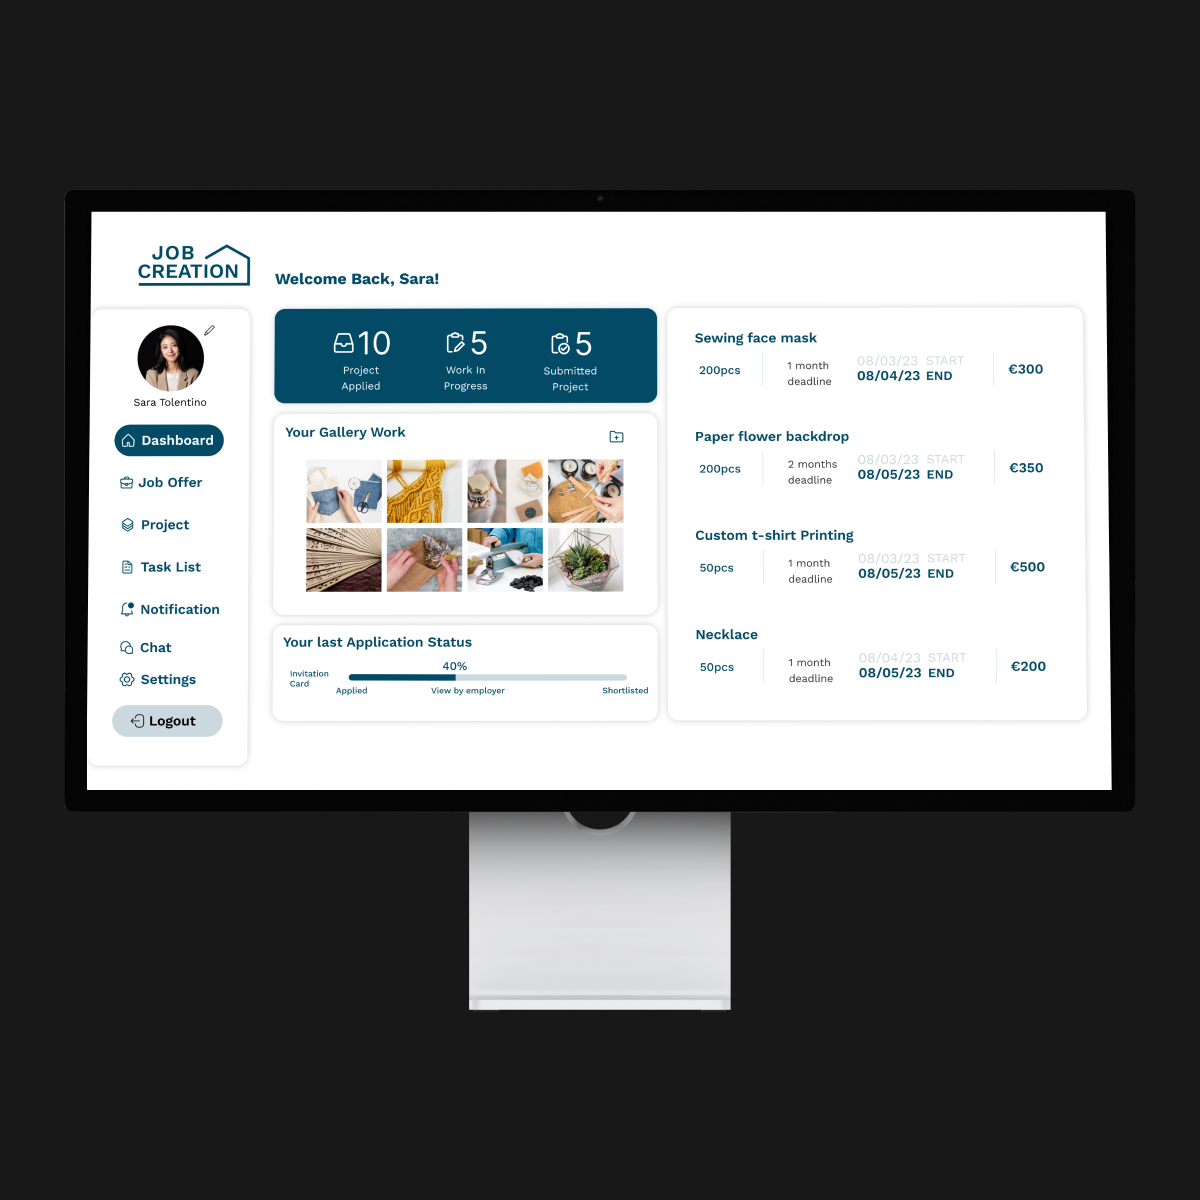 JOB
CREATION
Welcome Back, Sara!
Sara Tolentino
Dashboard
Job Offer
Project
Task List
Notification
Chat
Settings
Logout
10
Project
Applied
5
Work In
Progress
5
Submitted
Project
Your Gallery Work
Your last Application Status
Invitation
Card
40%
Applied
View by employer
Shortlisted
Sewing face mask
200pcs
1 month
deadline
08/03/23 START
08/04/23 END
€300
Paper flower backdrop
200pcs
2 months
deadline
08/03/23 START
08/05/23 END
€350
Custom t-shirt Printing
50pcs
1 month
deadline
08/03/23 START
08/05/23 END
€500
Necklace
50pcs
1 month
deadline
08/04/23 START
08/05/23 END
€200